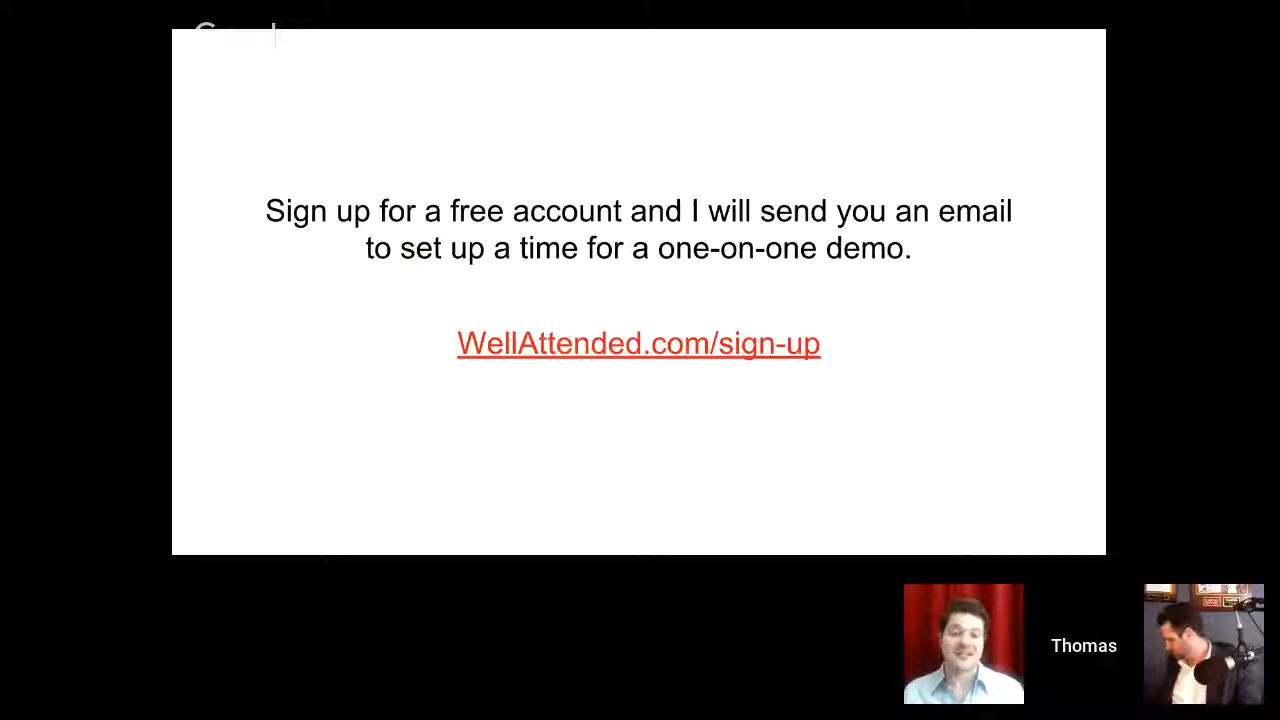 Sign up for a free account and I will send you an email
to set up a time for a one-on-one demo.
WellAttended.com/sign-up
Thomas